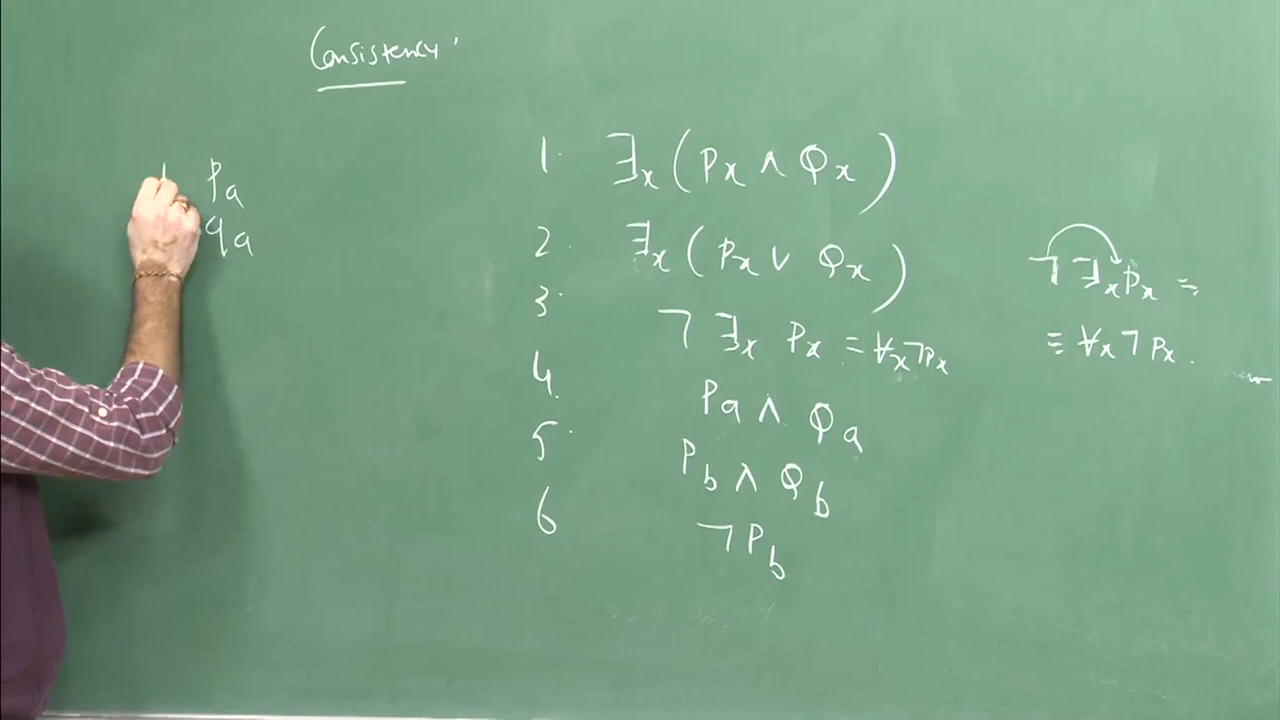 Consistency
Pa
qa
1. ∃x (Px ∧ Qx)
2. ∃x (Px ∨ Qx)
3. ¬ ∃x Px ≡ ∀x ¬Px
4. Pa ∧ Qa
5. Pb ∧ Qb
6 ¬Pb
¬ ∃x Px =
≡ ∀x ¬ Px.